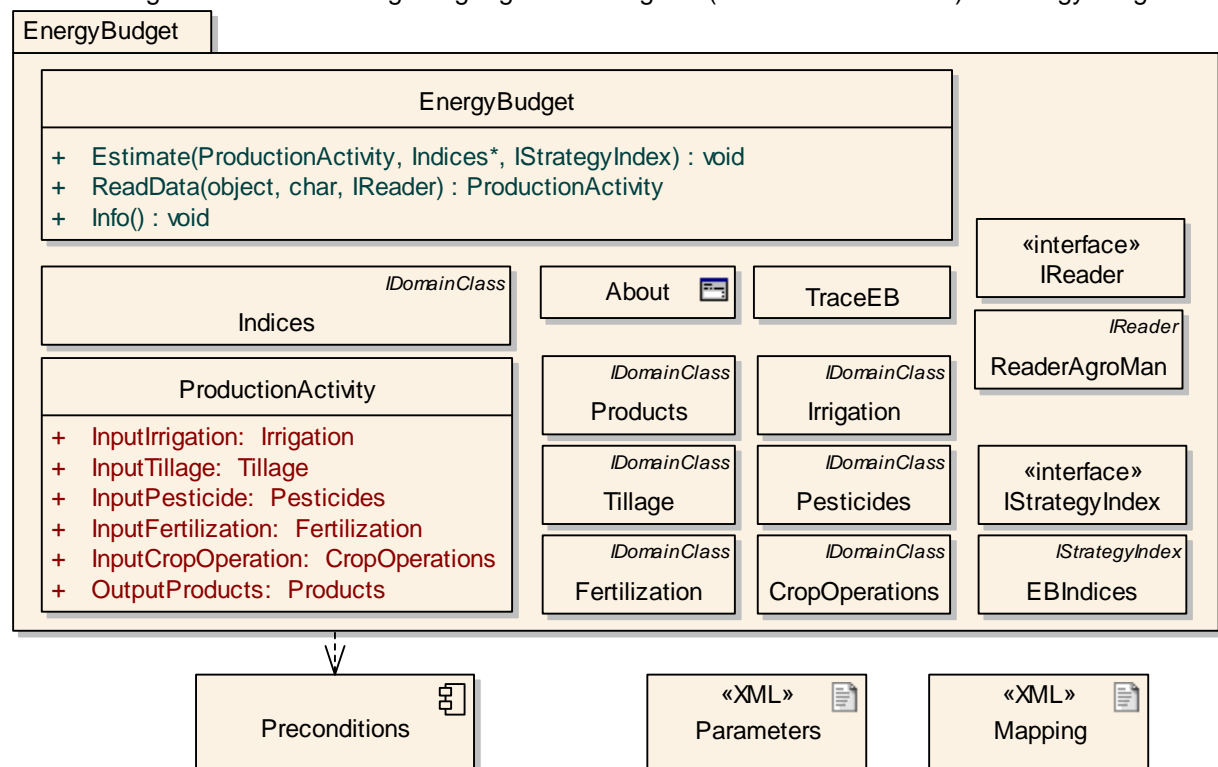 EnergyBudget
EnergyBudget
+ Estimate(ProductionActivity, Indices*, IStrategyIndex) : void
+ ReadData(object, char, IReader) : ProductionActivity
+ Info() : void
«interface»
IReader
IDomainClass
Indices
About
TraceEB
IReader
ReaderAgroMan
ProductionActivity
+ InputIrrigation: Irrigation
+ InputTillage: Tillage
+ InputPesticide: Pesticides
+ InputFertilization: Fertilization
+ InputCropOperation: CropOperations
+ OutputProducts: Products
IDomainClass
Products
IDomainClass
Irrigation
IDomainClass
Tillage
IDomainClass
Pesticides
«interface»
IStrategyIndex
IDomainClass
Fertilization
IDomainClass
CropOperations
IStrategyIndex
EBIndices
Preconditions
«XML»
Parameters
«XML»
Mapping